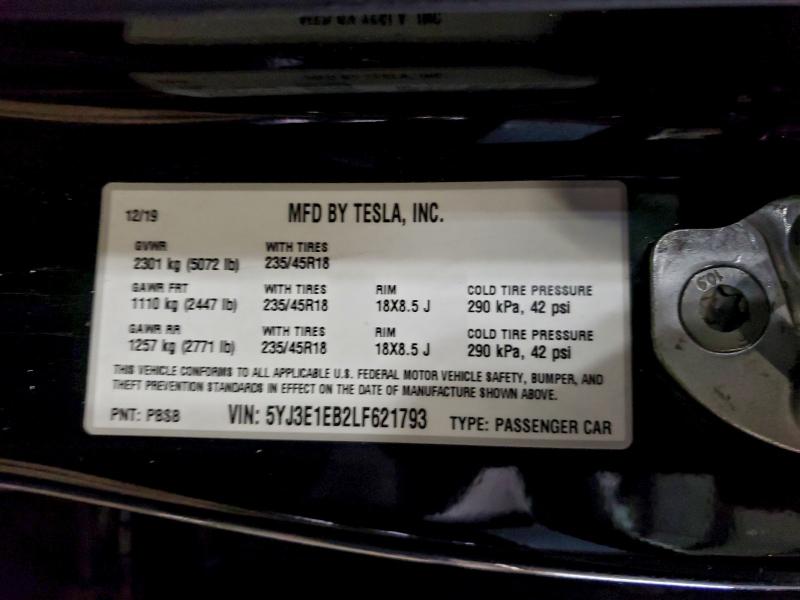 12/19 MFD BY TESLA, INC.
GVWR WITH TIRES
2301 kg (5072 lb) 235/45R18
GAWR FRT WITH TIRES RIM COLD TIRE PRESSURE
1110 kg (2447 lb) 235/45R18 18X8.5 J 290 kPa, 42 psi
GAWR RR WITH TIRES RIM COLD TIRE PRESSURE
1257 kg (2771 lb) 235/45R18 18X8.5 J 290 kPa, 42 psi
THIS VEHICLE CONFORMS TO ALL APPLICABLE U.S. FEDERAL MOTOR VEHICLE SAFETY, BUMPER, AND
THEFT PREVENTION STANDARDS IN EFFECT ON THE DATE OF MANUFACTURE SHOWN ABOVE.
PNT: PBSB VIN: 5YJ3E1EB2LF621793 TYPE: PASSENGER CAR